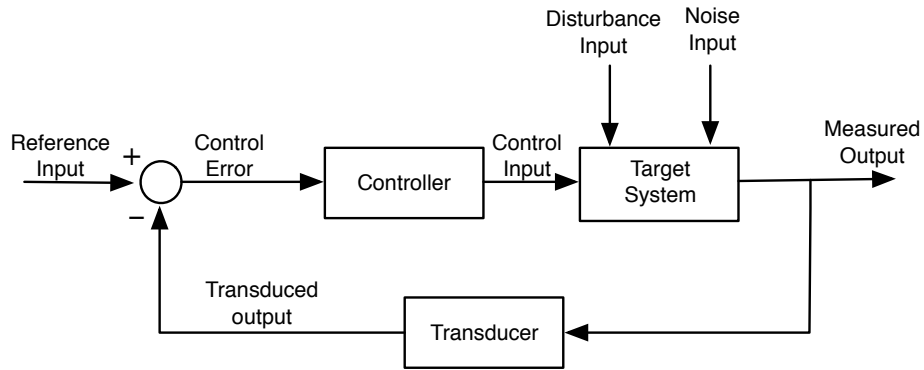 Disturbance
Input
Noise
Input
Reference
Input
+
−
Control
Error
Controller
Control
Input
Target
System
Measured
Output
Transduced
output
Transducer